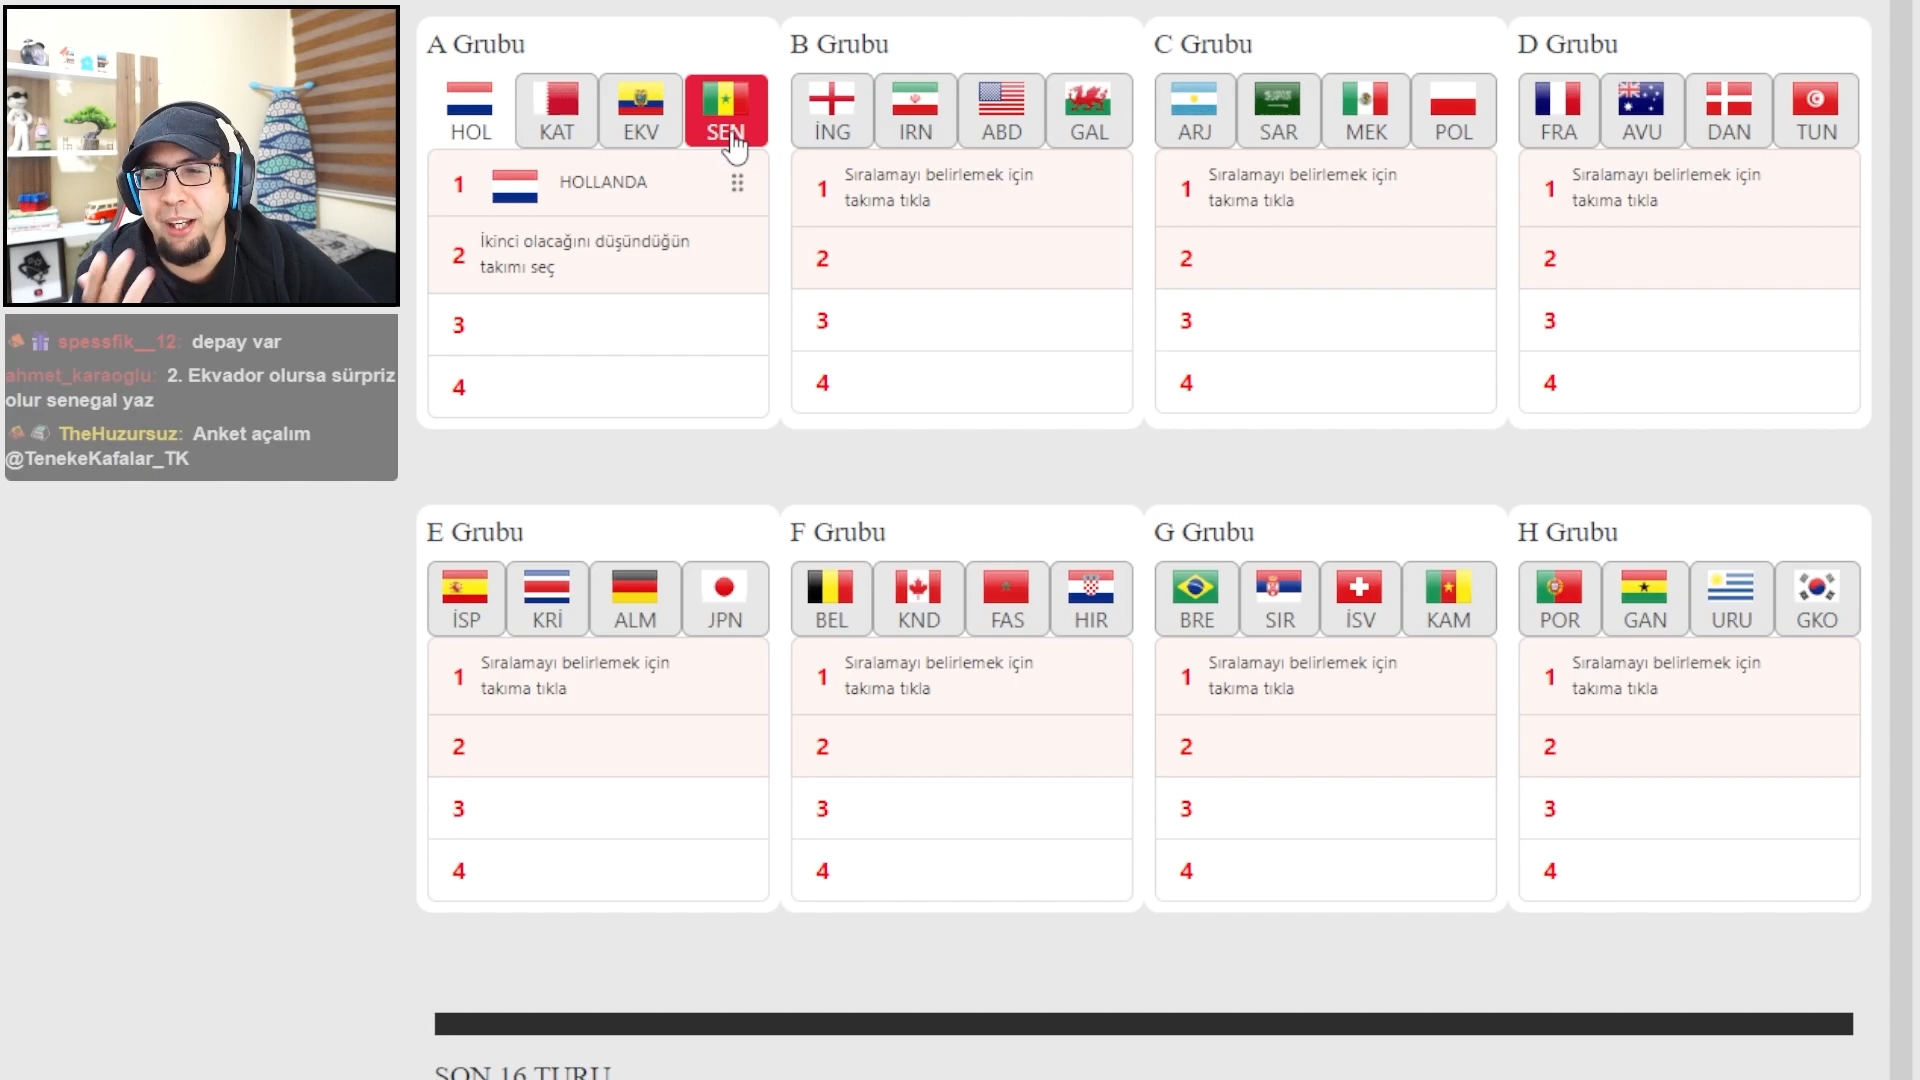 A Grubu
HOL KAT EKV SEN
1 HOLLANDA
2 İkinci olacağını düşündüğün
takımı seç
3
4
B Grubu
İNG IRN ABD GAL
1 Sıralamayı belirlemek için
takıma tıkla
2
3
4
C Grubu
ARJ SAR MEK POL
1 Sıralamayı belirlemek için
takıma tıkla
2
3
4
D Grubu
FRA AVU DAN TUN
1 Sıralamayı belirlemek için
takıma tıkla
2
3
4
spessfik__12: depay var
ahmet_karaoglu: 2. Ekvador olursa sürpriz
olur senegal yaz
TheHuzursuz: Anket açalım
@TenekeKafalar_TK
E Grubu
İSP KRİ ALM JPN
1 Sıralamayı belirlemek için
takıma tıkla
2
3
4
F Grubu
BEL KND FAS HIR
1 Sıralamayı belirlemek için
takıma tıkla
2
3
4
G Grubu
BRE SIR İSV KAM
1 Sıralamayı belirlemek için
takıma tıkla
2
3
4
H Grubu
POR GAN URU GKO
1 Sıralamayı belirlemek için
takıma tıkla
2
3
4
SON 16 TURU